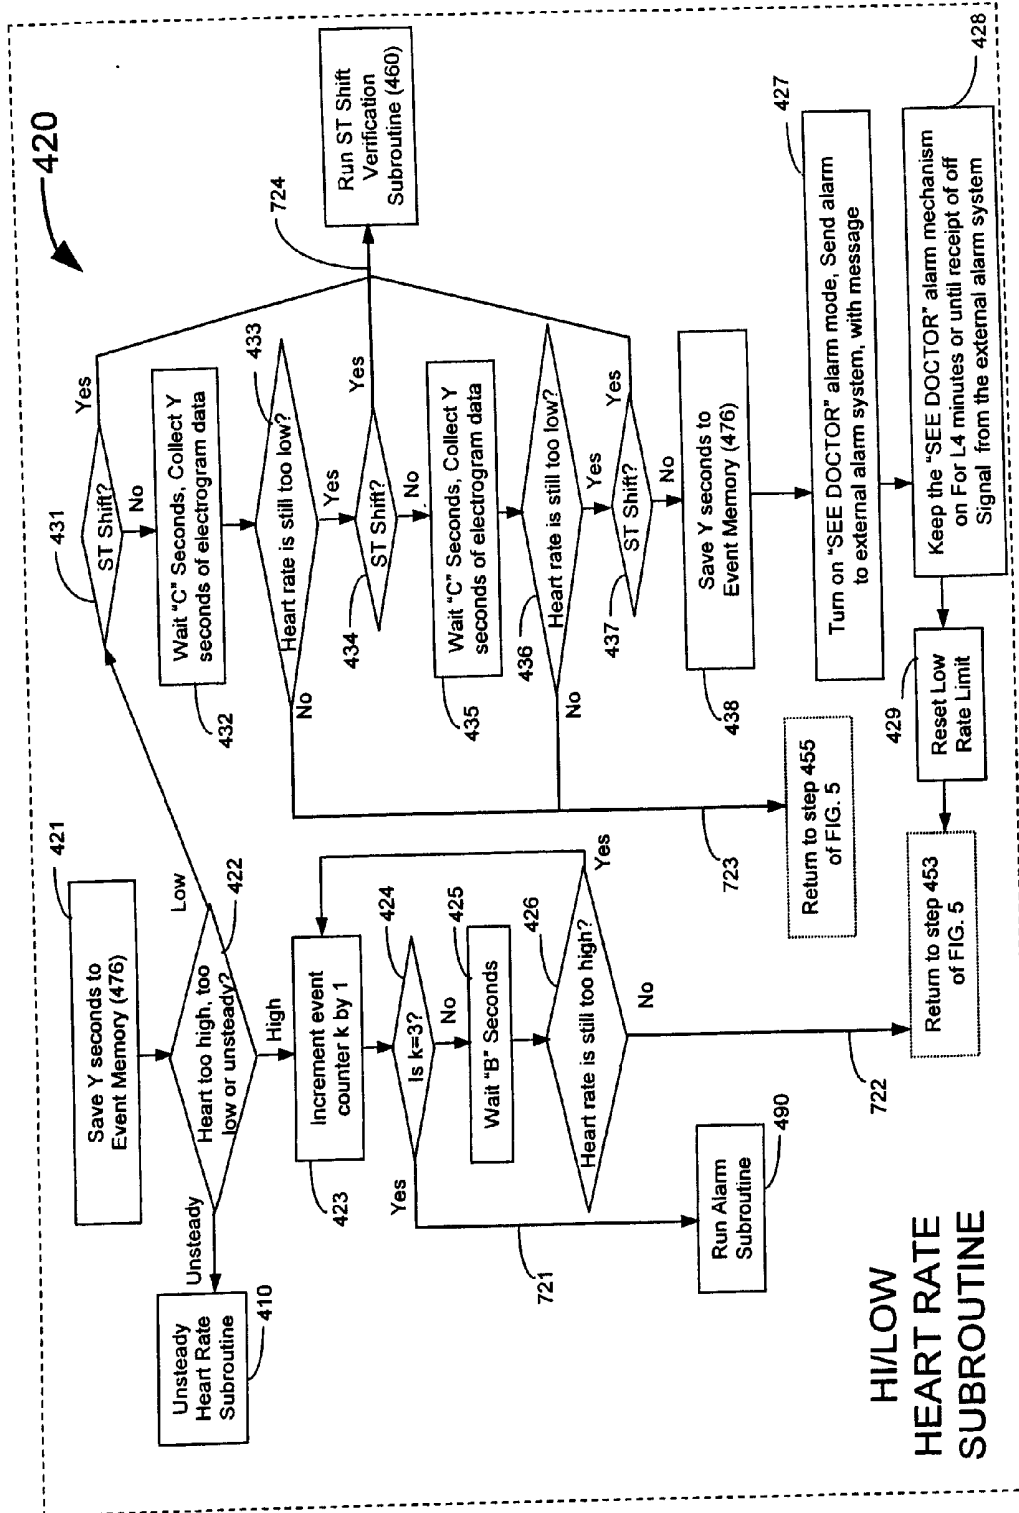 420
421
Save Y seconds to
Event Memory (476)
422
Heart too high, too
low or unsteady?
Unsteady
Low
High
Unsteady
Heart Rate
Subroutine
410
Increment event
counter k by 1
423
424
Is k=3?
Yes
No
425
Wait "B" Seconds
426
Heart rate is still too high?
Yes
No
721
Run Alarm
Subroutine
490
722
Return to step 453
of FIG. 5
431
ST Shift?
Yes
No
Wait "C" Seconds, Collect Y
seconds of electrogram data
432
433
Heart rate is still too low?
No
Yes
434
ST Shift?
Yes
No
724
Run ST Shift
Verification
Subroutine (460)
Wait "C" Seconds, Collect Y
seconds of electrogram data
435
436
Heart rate is still too low?
No
Yes
437
ST Shift?
Yes
No
Save Y seconds to
Event Memory (476)
438
723
Return to step 455
of FIG. 5
427
Turn on "SEE DOCTOR" alarm mode, Send alarm
to external alarm system, with message
428
Keep the "SEE DOCTOR" alarm mechanism
on For L4 minutes or until receipt of off
Signal from the external alarm system
429
Reset Low
Rate Limit
HI/LOW
HEART RATE
SUBROUTINE